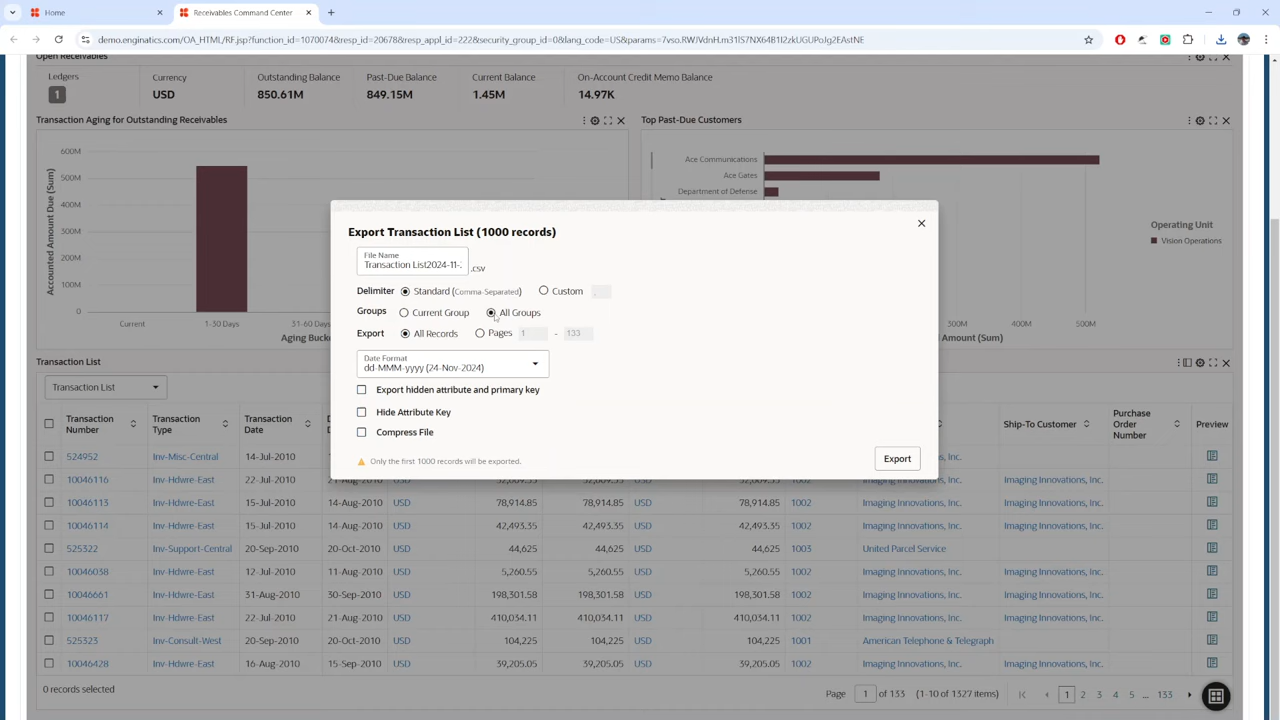 Home
Receivables Command Center
demo.enginatics.com/OA_HTML/RF.jsp?function_id=1070074&resp_id=20678&resp_appl_id=222&security_group_id=0&lang_code=US&params=7vso.RWJVdnH.m31lS7NX64B1I2zkUGUPoJg2EAstNE
Open Receivables
Ledgers Currency Outstanding Balance Past-Due Balance Current Balance On-Account Credit Memo Balance
1 USD 850.61M 849.15M 1.45M 14.97K
Transaction Aging for Outstanding Receivables
Top Past-Due Customers
Accounted Amount Due (Sum)
600M
500M
400M
300M
200M
100M
0
Current 1-30 Days 31-60 Days
Aging Buck
Ace Communications
Ace Gates
Department of Defense
300M 400M 500M
Amount (Sum)
Operating Unit
Vision Operations
Export Transaction List (1000 records)
File Name
Transaction List2024-11-
.csv
Delimiter Standard (Comma-Separated) Custom
Groups Current Group All Groups
Export All Records Pages 1 - 133
Date Format
dd-MMM-yyyy (24-Nov-2024)
Export hidden attribute and primary key
Hide Attribute Key
Compress File
Only the first 1000 records will be exported.
Export
Transaction List
Transaction List
Transaction Number Transaction Type Transaction Date Ship-To Customer Purchase Order Number Preview
524952 Inv-Misc-Central 14-Jul-2010
10046116 Inv-Hdwre-East 22-Jul-2010 21-Aug-2010 USD 52,609.11 52,609.11 USD 52,609.11 1002 Imaging Innovations, Inc. Imaging Innovations, Inc.
10046113 Inv-Hdwre-East 15-Jul-2010 14-Aug-2010 USD 78,914.85 78,914.85 USD 78,914.85 1002 Imaging Innovations, Inc. Imaging Innovations, Inc.
10046114 Inv-Hdwre-East 15-Jul-2010 14-Aug-2010 USD 42,493.35 42,493.35 USD 42,493.35 1002 Imaging Innovations, Inc. Imaging Innovations, Inc.
525322 Inv-Support-Central 20-Sep-2010 20-Oct-2010 USD 44,625 44,625 USD 44,625 1003 United Parcel Service
10046038 Inv-Hdwre-East 12-Jul-2010 11-Aug-2010 USD 5,260.55 5,260.55 USD 5,260.55 1002 Imaging Innovations, Inc. Imaging Innovations, Inc.
10046661 Inv-Hdwre-East 31-Aug-2010 30-Sep-2010 USD 198,301.58 198,301.58 USD 198,301.58 1002 Imaging Innovations, Inc. Imaging Innovations, Inc.
10046117 Inv-Hdwre-East 22-Jul-2010 21-Aug-2010 USD 410,034.11 410,034.11 USD 410,034.11 1002 Imaging Innovations, Inc. Imaging Innovations, Inc.
525323 Inv-Consult-West 20-Sep-2010 20-Oct-2010 USD 104,225 104,225 USD 104,225 1001 American Telephone & Telegraph
10046428 Inv-Hdwre-East 16-Aug-2010 15-Sep-2010 USD 39,205.05 39,205.05 USD 39,205.05 1002 Imaging Innovations, Inc. Imaging Innovations, Inc.
0 records selected
Page 1 of 133 (1-10 of 1327 items) 1 2 3 4 5 ... 133